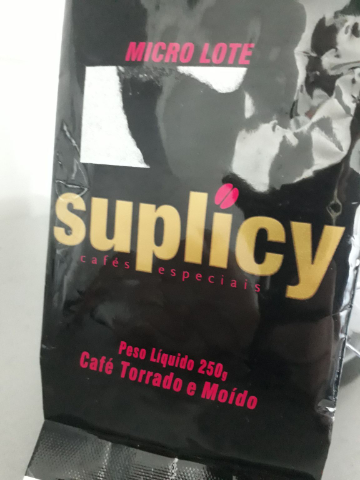 MICRO LOTE
suplicy
cafés especiais
Peso Líquido 250g
Café Torrado e Moído